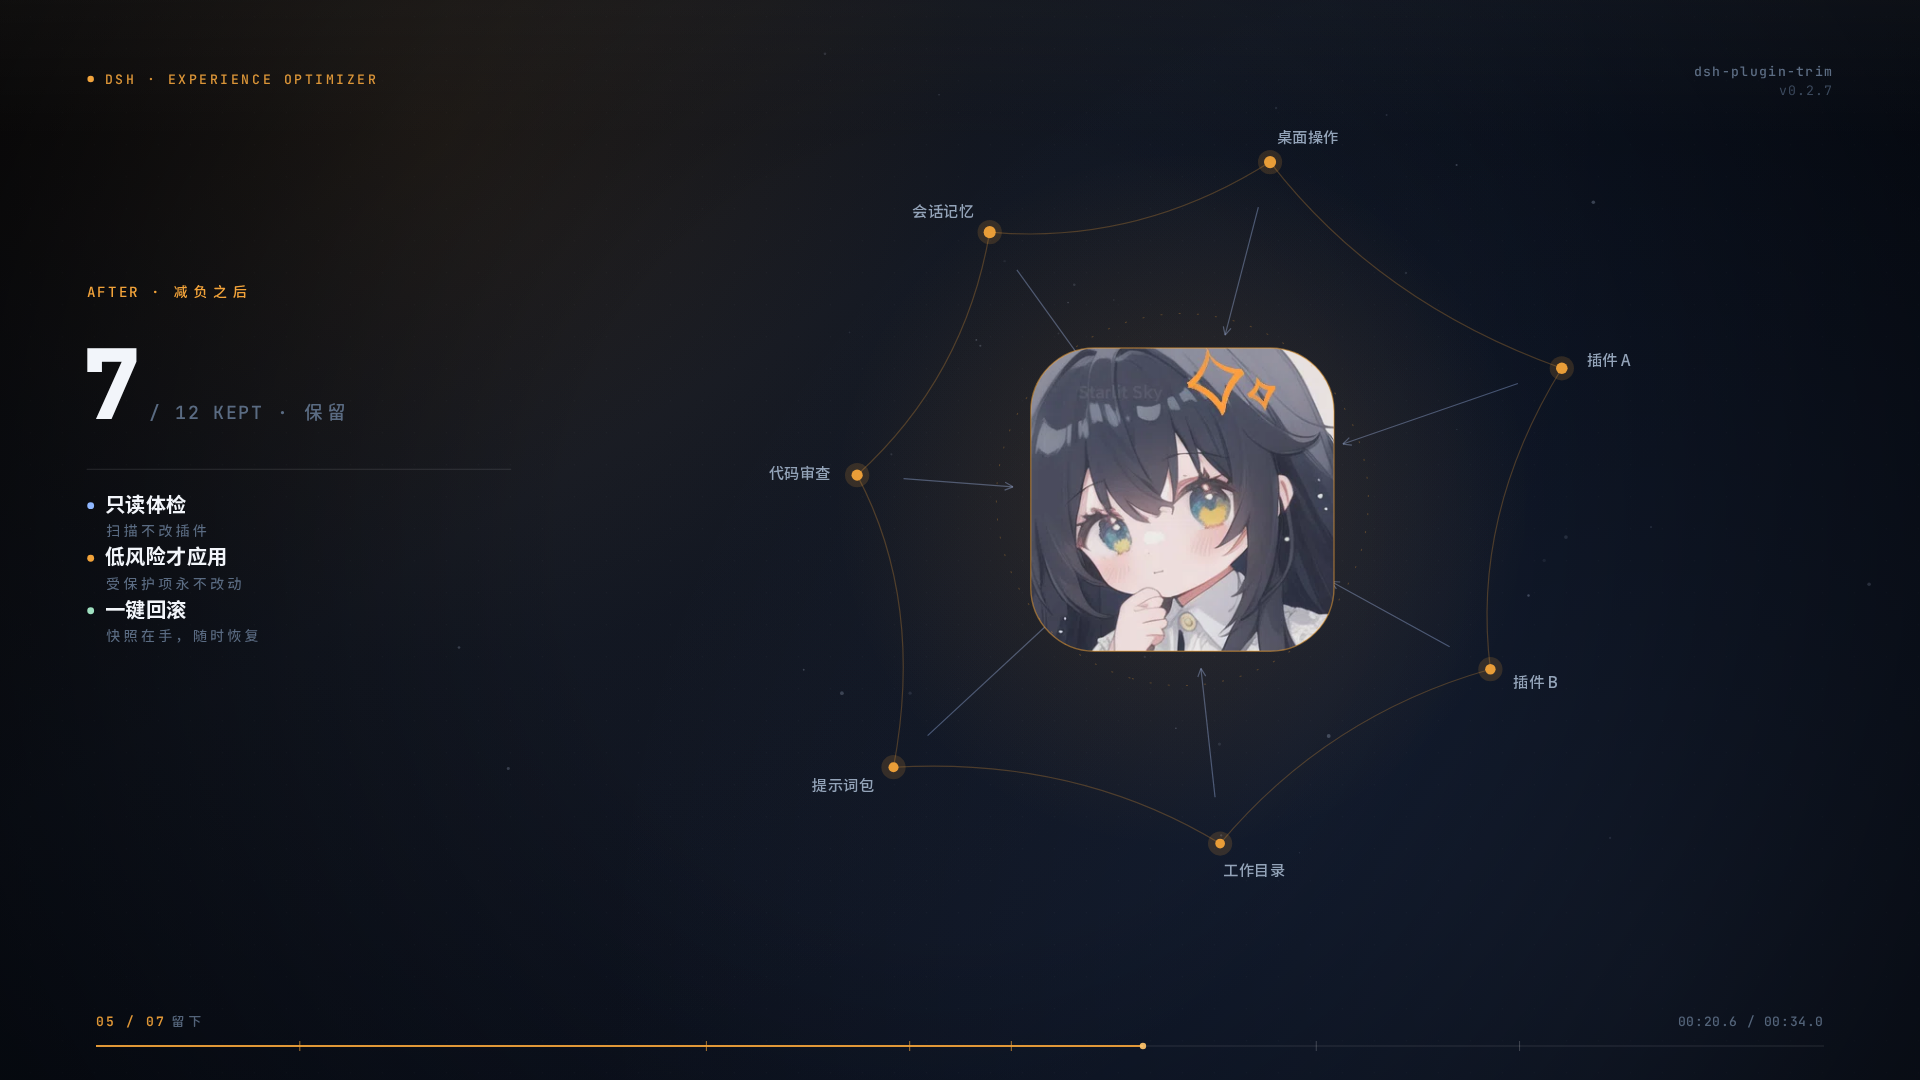 DSH · EXPERIENCE OPTIMIZER
dsh-plugin-trim
v0.2.7
AFTER · 减负之后
7 / 12 KEPT · 保留
只读体检
扫描不改插件
低风险才应用
受保护项永不改动
一键回滚
快照在手，随时恢复
桌面操作
会话记忆
插件 A
代码审查
Starlit Sky
插件 B
提示词包
工作目录
05 / 07 留下
00:20.6 / 00:34.0